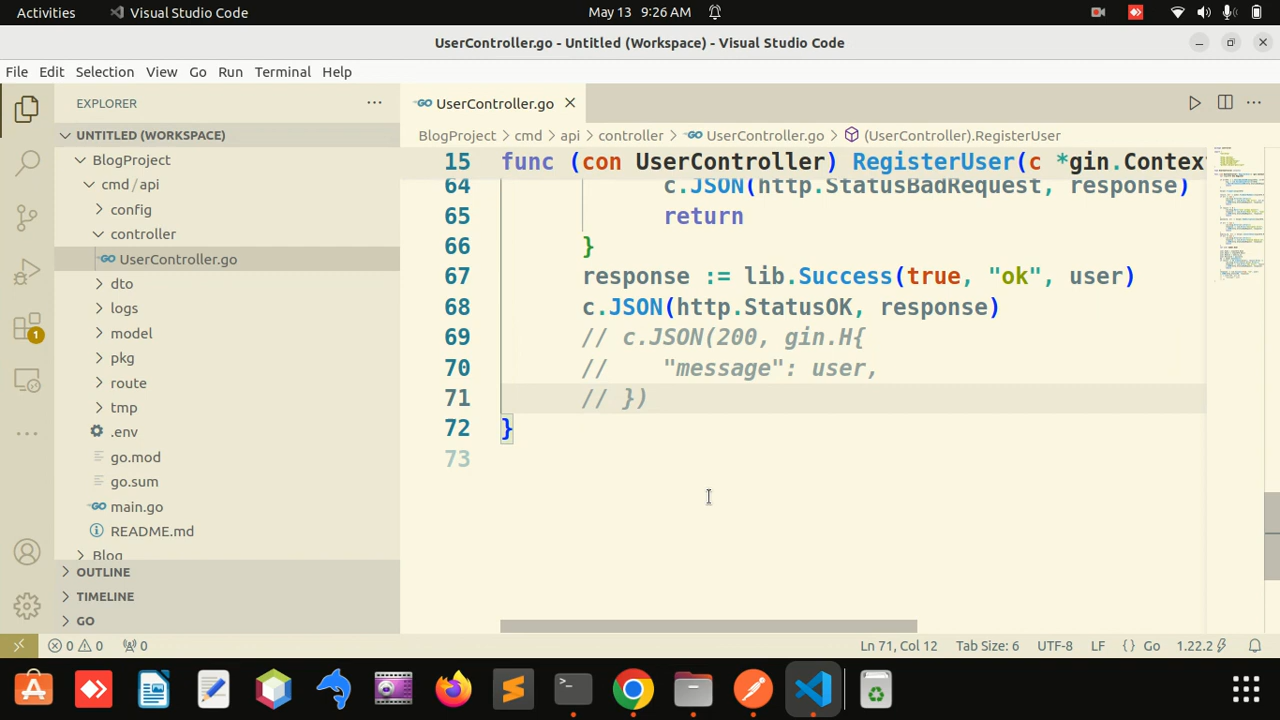 Activities
Visual Studio Code
May 13 9:26 AM
UserController.go - Untitled (Workspace) - Visual Studio Code
File Edit Selection View Go Run Terminal Help
EXPLORER
UNTITLED (WORKSPACE)
BlogProject
cmd / api
config
controller
UserController.go
dto
logs
model
pkg
route
tmp
.env
go.mod
go.sum
main.go
README.md
Blog
OUTLINE
TIMELINE
GO
1
UserController.go
BlogProject > cmd > api > controller > UserController.go > (UserController).RegisterUser
15 func (con UserController) RegisterUser(c *gin.Contex
64 c.JSON(http.StatusBadRequest, response)
65 return
66 }
67 response := lib.Success(true, "ok", user)
68 c.JSON(http.StatusOK, response)
69 // c.JSON(200, gin.H{
70 // "message": user,
71 // })
72 }
73
0 0 0 Ln 71, Col 12 Tab Size: 6 UTF-8 LF {} Go 1.22.2